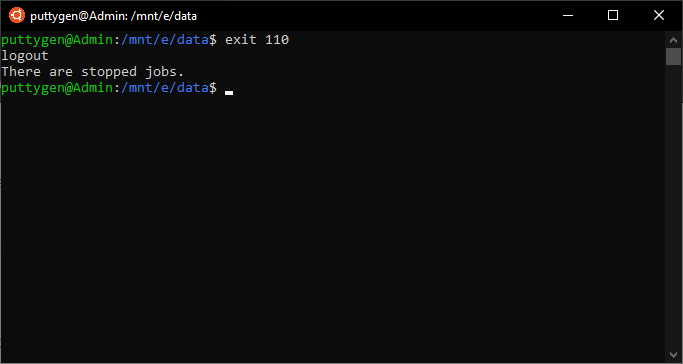 puttygen@Admin: /mnt/e/data
puttygen@Admin:/mnt/e/data$ exit 110
logout
There are stopped jobs.
puttygen@Admin:/mnt/e/data$